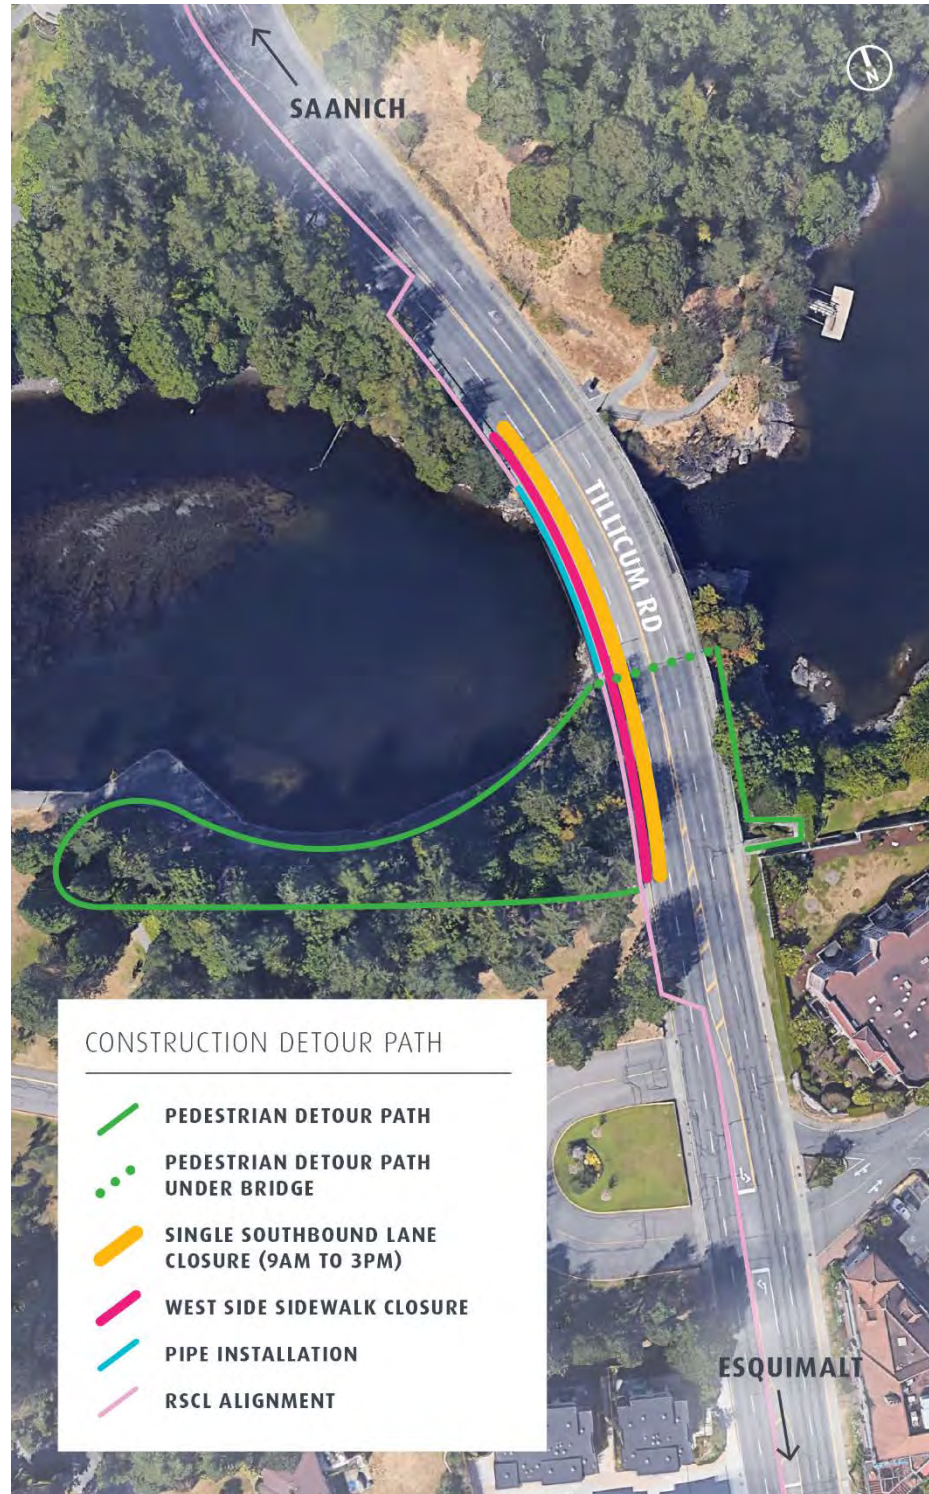 SAANICH
N
TILLICUM RD
CONSTRUCTION DETOUR PATH
PEDESTRIAN DETOUR PATH
PEDESTRIAN DETOUR PATH
UNDER BRIDGE
SINGLE SOUTHBOUND LANE
CLOSURE (9AM TO 3PM)
WEST SIDE SIDEWALK CLOSURE
PIPE INSTALLATION
RSCL ALIGNMENT
ESQUIMALT